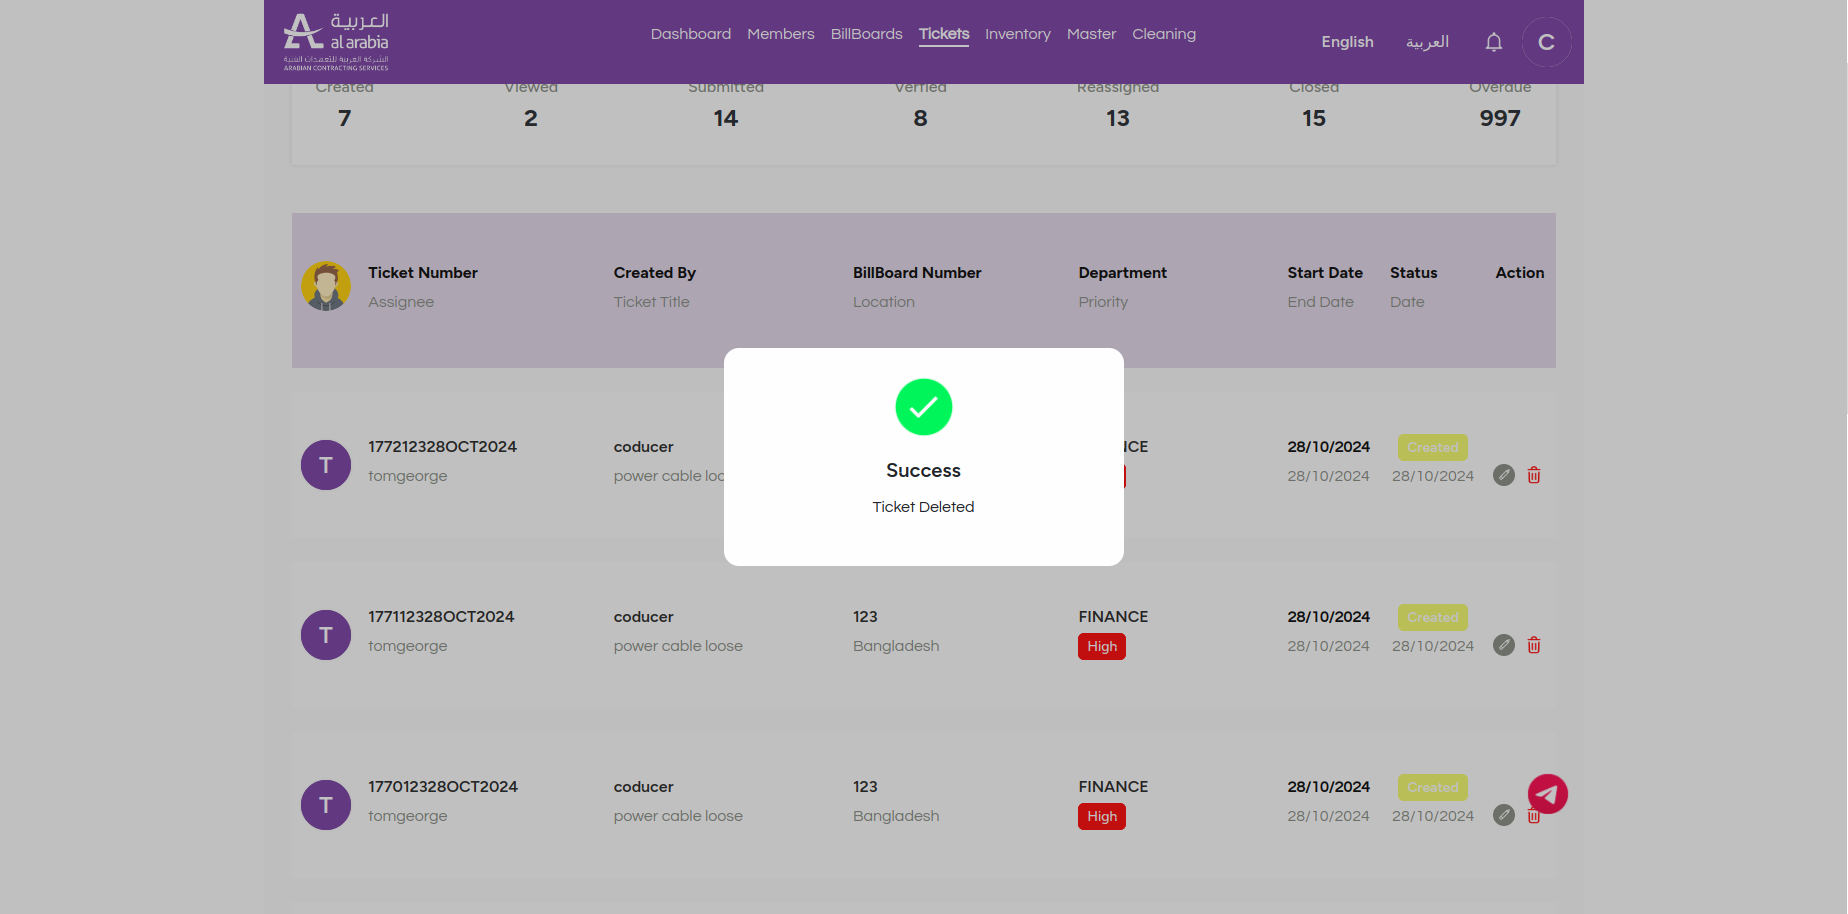 العربية
al arabia
الشركة العربية للتعهدات الفنية
ARABIAN CONTRACTING SERVICES
Dashboard Members BillBoards Tickets Inventory Master Cleaning
English العربية C
Created Viewed Submitted Verfied Reassigned Closed Overdue
7 2 14 8 13 15 997
Ticket Number Created By BillBoard Number Department Start Date Status Action
Assignee Ticket Title Location Priority End Date Date
Success
Ticket Deleted
T
177212328OCT2024 coducer NCE 28/10/2024 Created
tomgeorge power cable loo 28/10/2024 28/10/2024
T
177112328OCT2024 coducer 123 FINANCE 28/10/2024 Created
tomgeorge power cable loose Bangladesh High 28/10/2024 28/10/2024
T
177012328OCT2024 coducer 123 FINANCE 28/10/2024 Created
tomgeorge power cable loose Bangladesh High 28/10/2024 28/10/2024